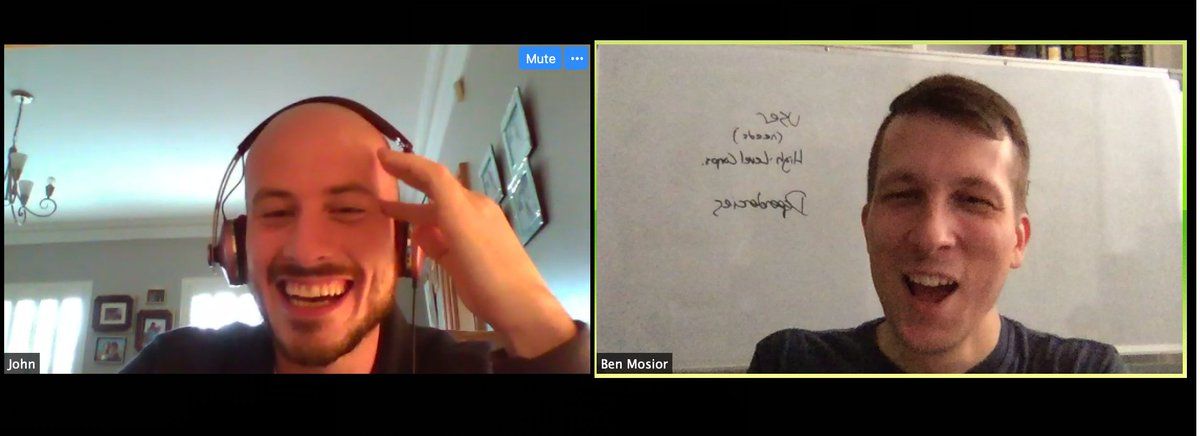 Mute
John
Ben Mosior
User
(needs)
High-Level Comps.
Dependencies